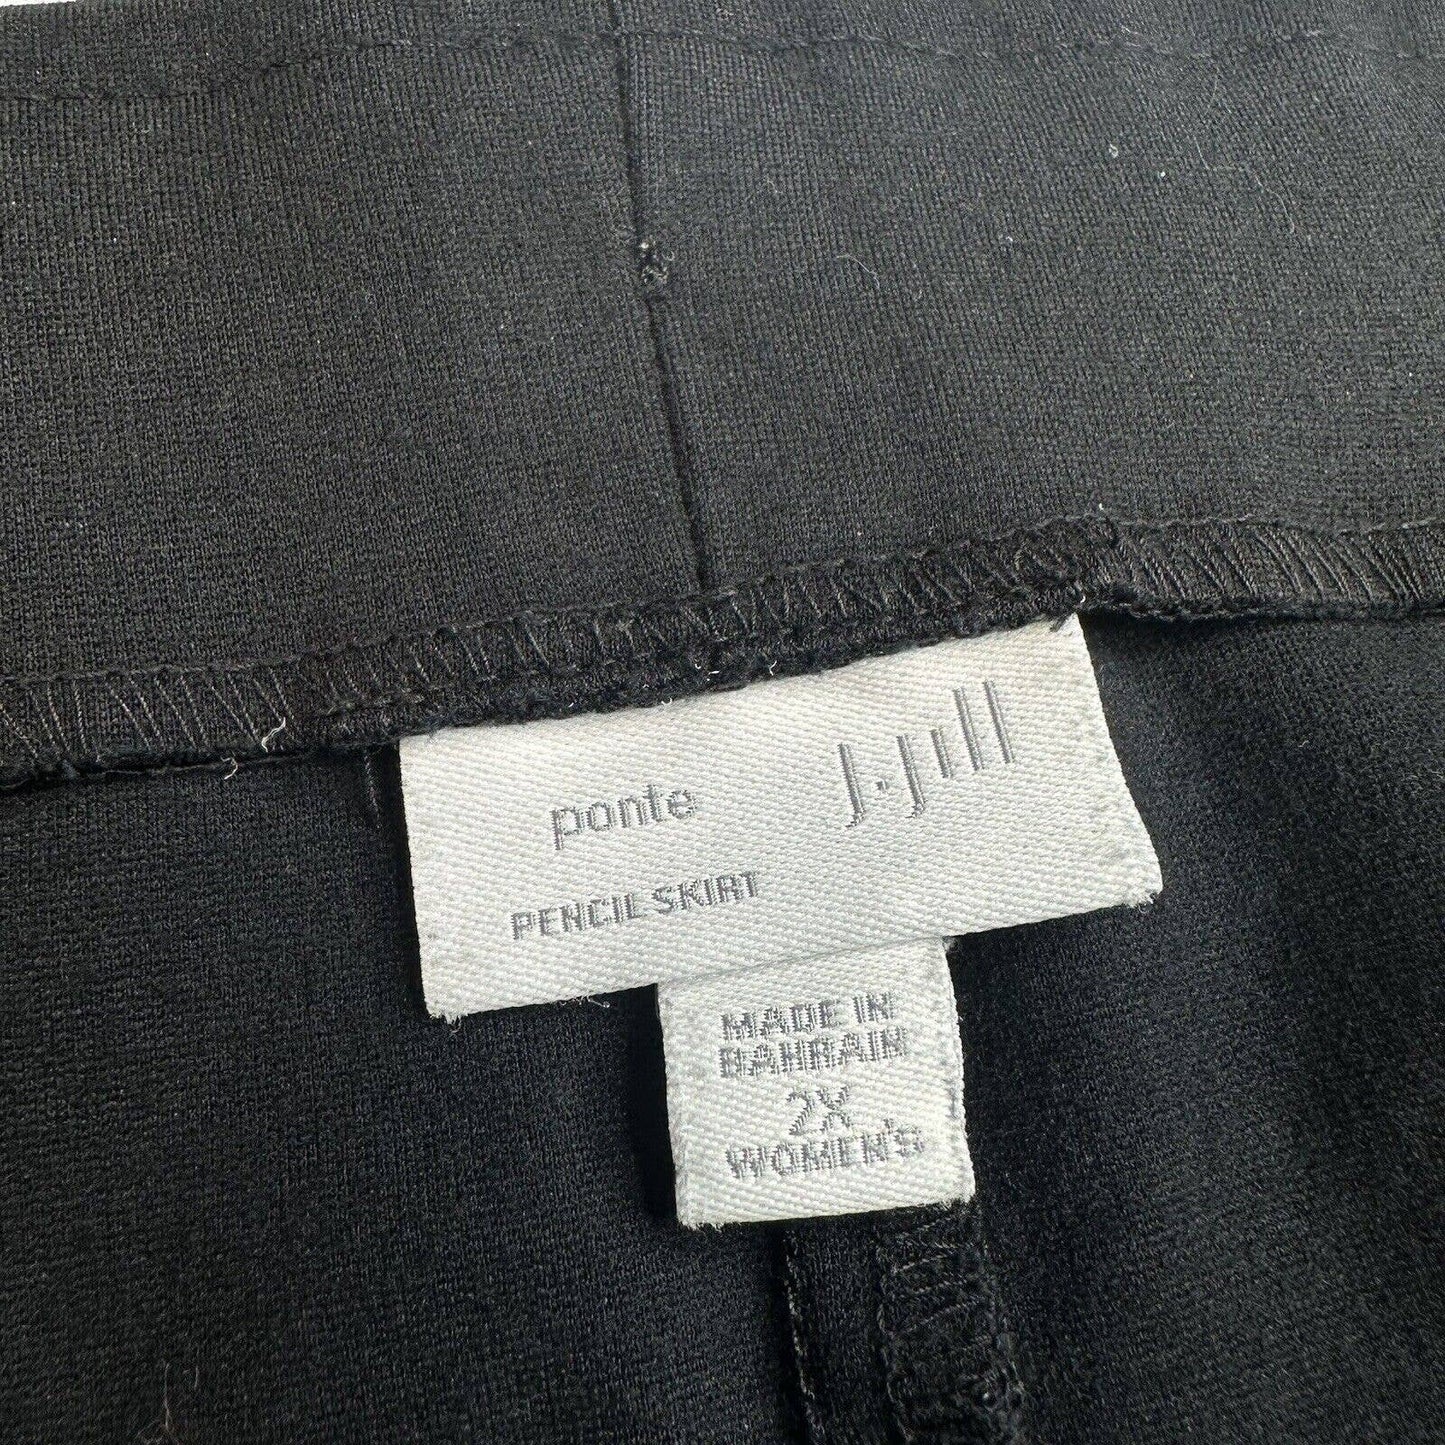 ponte J.Jill
PENCIL SKIRT
MADE IN
BAHRAIN
2X
WOMEN'S